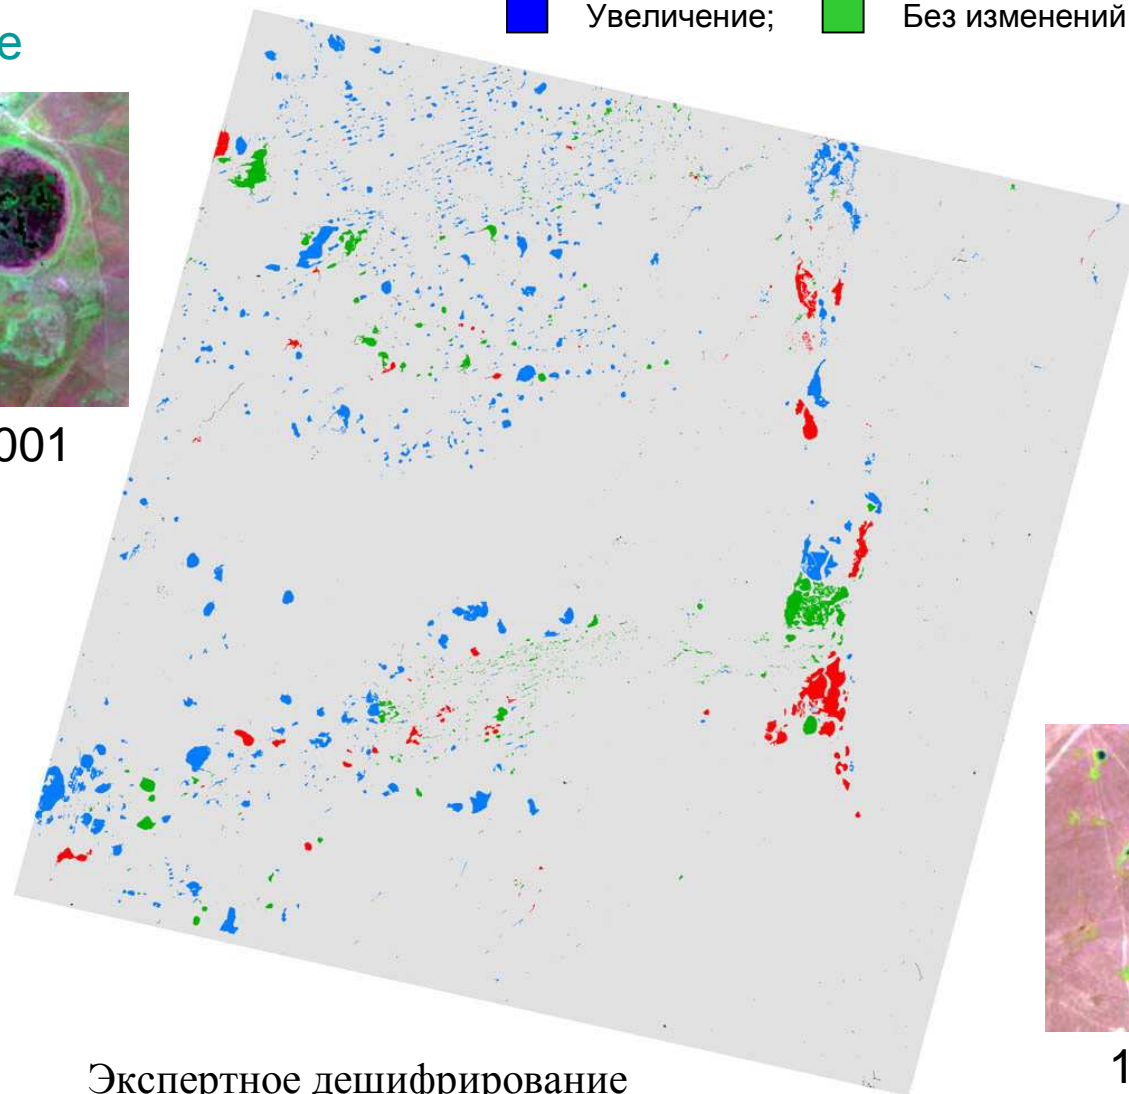 Увеличение;
Без изменений
е
001
1
Экспертное дешифрирование